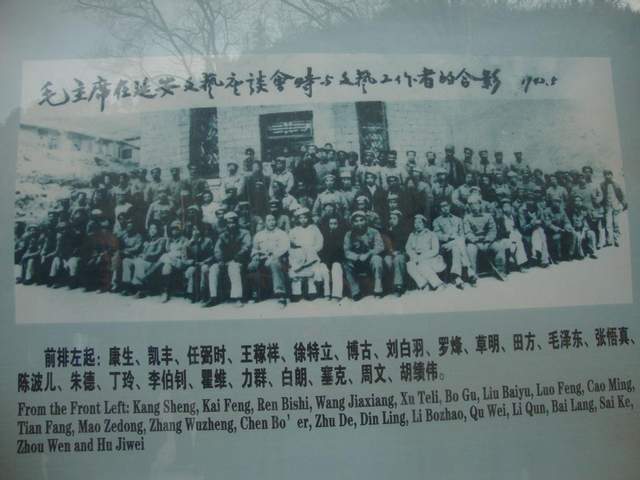 毛主席在延安文藝座談會時与文藝工作者的合影 1942.5
前排左起：康生、凯丰、任弼时、王稼祥、徐特立、博古、刘白羽、罗烽、草明、田方、毛泽东、张悟真、
陈波儿、朱德、丁玲、李伯钊、瞿维、力群、白朗、塞克、周文、胡绩伟。
From the Front Left: Kang Sheng, Kai Feng, Ren Bishi, Wang Jiaxiang, Xu Teli, Bo Gu, Liu Baiyu, Luo Feng, Cao Ming,
Tian Fang, Mao Zedong, Zhang Wuzheng, Chen Bo'er, Zhu De, Din Ling, Li Bozhao, Qu Wei, Li Qun, Bai Lang, Sai Ke,
Zhou Wen and Hu Jiwei